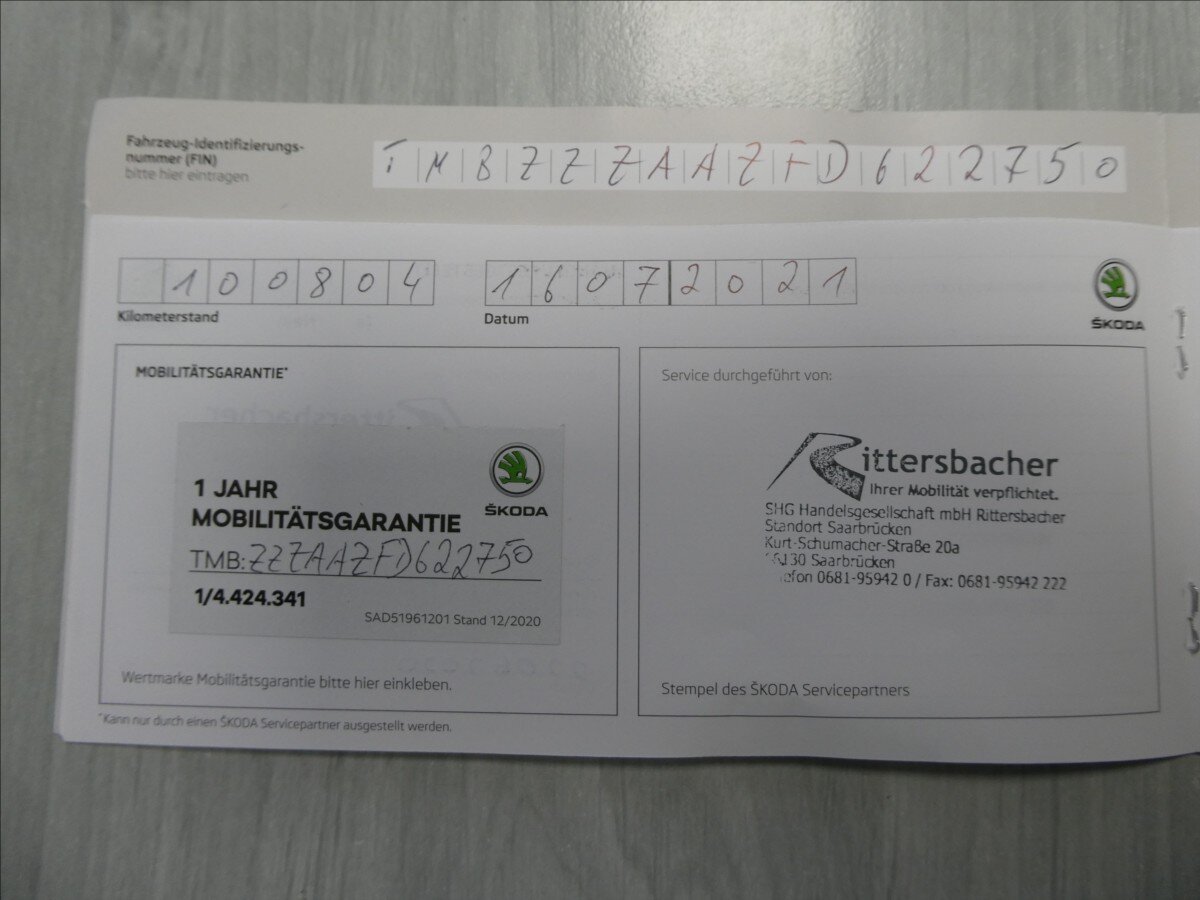 Fahrzeug-Identifizierungs-
nummer (FIN)
bitte hier eintragen
TMBZZZAAZFD622750
100804
Kilometerstand
16072021
Datum
ŠKODA
MOBILITÄTSGARANTIE*
1 JAHR
MOBILITÄTSGARANTIE
ŠKODA
TMB: ZZZAAZFD622750
1/4.424.341
SAD51961201 Stand 12/2020
Wertmarke Mobilitätsgarantie bitte hier einkleben.
*Kann nur durch einen ŠKODA Servicepartner ausgestellt werden.
Service durchgeführt von:
Rittersbacher
Ihrer Mobilität verpflichtet.
SHG Handelsgesellschaft mbH Rittersbacher
Standort Saarbrücken
Kurt-Schumacher-Straße 20a
Saarbrücken
0681-95942 0 / Fax: 0681-95942 222
Stempel des ŠKODA Servicepartners